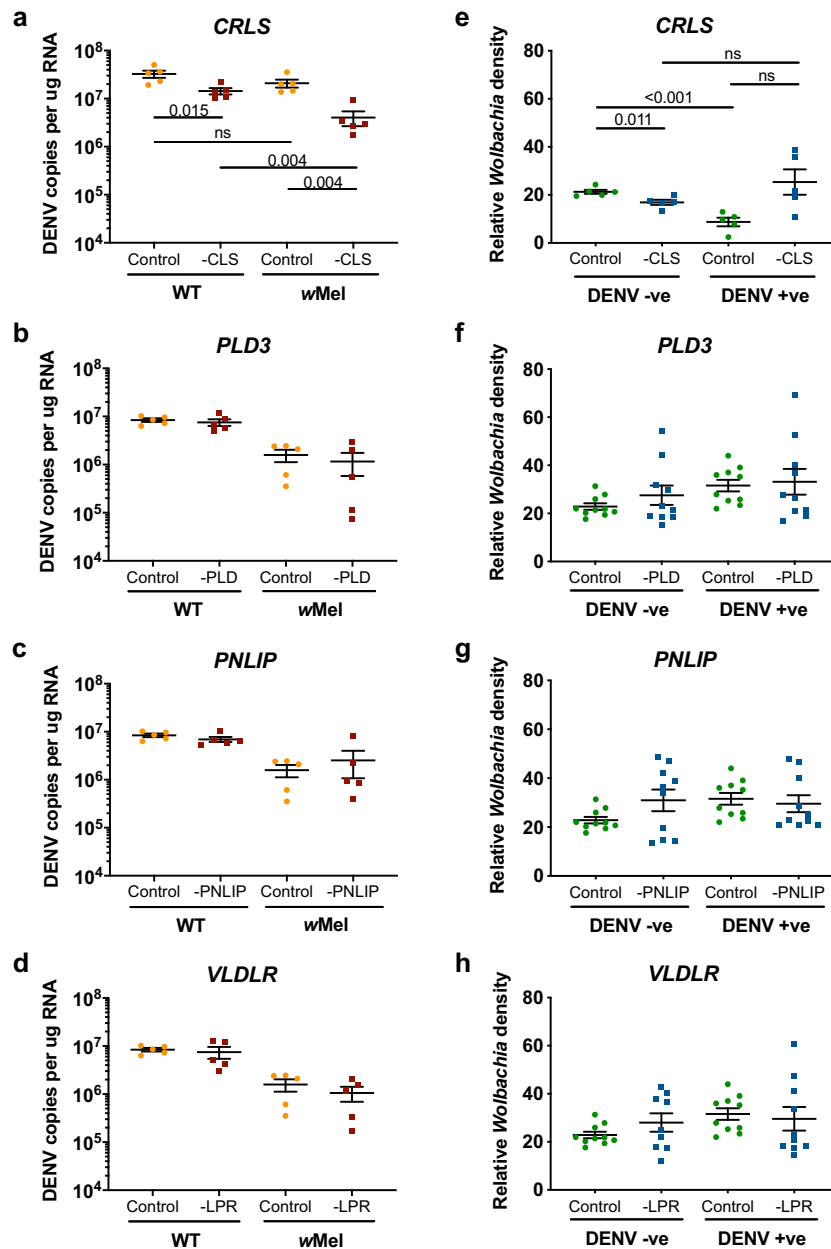 a
CRLS
DENV copies per ug RNA
10^8
10^7
10^6
10^5
10^4
0.015
ns
0.004
0.004
Control -CLS Control -CLS
WT wMel
e
CRLS
Relative Wolbachia density
80
60
40
20
0
ns
ns
<0.001
0.011
Control -CLS Control -CLS
DENV -ve DENV +ve
b
PLD3
DENV copies per ug RNA
10^8
10^7
10^6
10^5
10^4
Control -PLD Control -PLD
WT wMel
f
PLD3
Relative Wolbachia density
80
60
40
20
0
Control -PLD Control -PLD
DENV -ve DENV +ve
c
PNLIP
DENV copies per ug RNA
10^8
10^7
10^6
10^5
10^4
Control -PNLIP Control -PNLIP
WT wMel
g
PNLIP
Relative Wolbachia density
80
60
40
20
0
Control -PNLIP Control -PNLIP
DENV -ve DENV +ve
d
VLDLR
DENV copies per ug RNA
10^8
10^7
10^6
10^5
10^4
Control -LPR Control -LPR
WT wMel
h
VLDLR
Relative Wolbachia density
80
60
40
20
0
Control -LPR Control -LPR
DENV -ve DENV +ve